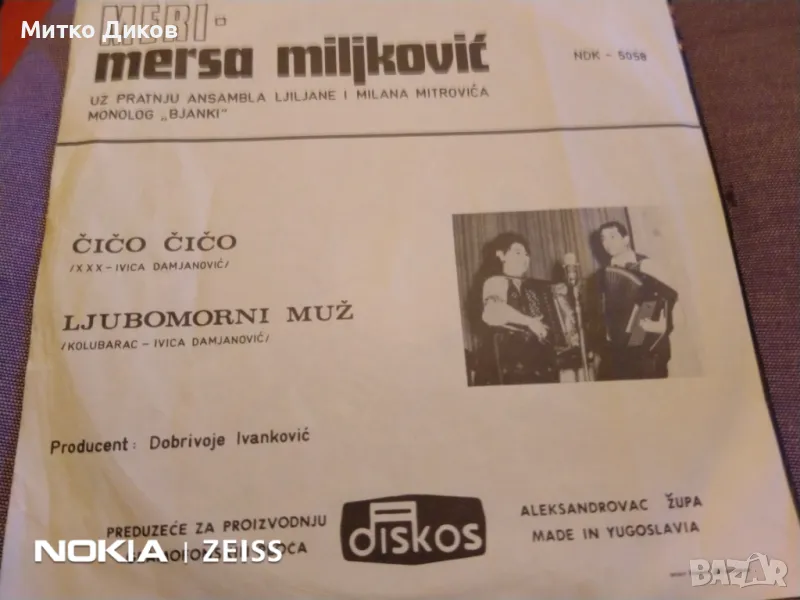 Митко Диков
MERI-
mersa miljković
NDK - 5058
UZ PRATNJU ANSAMBLA LJILJANE I MILANA MITROVIĆA
MONOLOG „BJANKI"
ČIČO ČIČO
/XXX - IVICA DAMJANOVIĆ/
LJUBOMORNI MUŽ
/KOLUBARAC - IVICA DAMJANOVIĆ/
Producent: Dobrivoje Ivanković
PREDUZEĆE ZA PROIZVODNJU
diskos
ALEKSANDROVAC ŽUPA
MADE IN YUGOSLAVIA
NOKIA | ZEISS
BAZAR